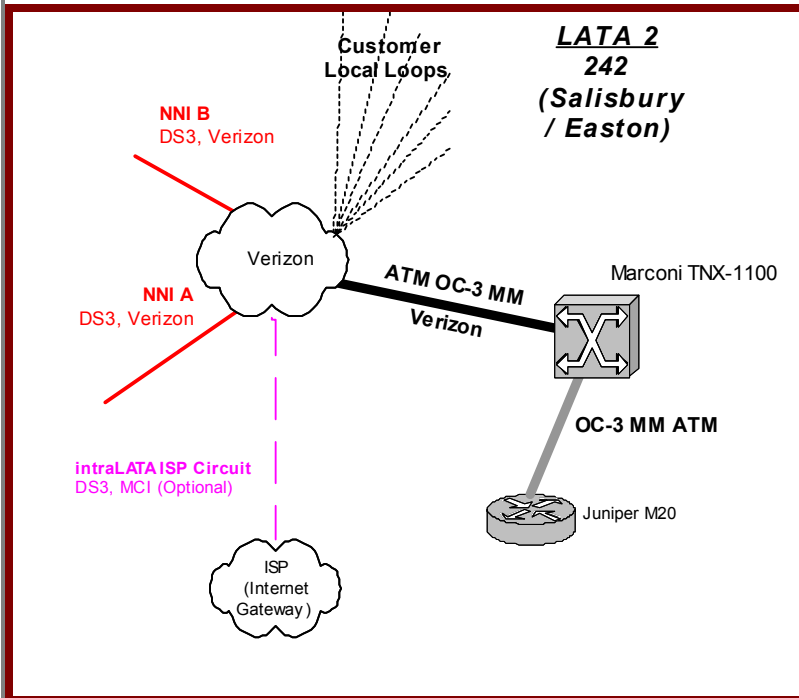 LATA 2
242
(Salisbury
/ Easton)
Customer
Local Loops
NNI B
DS3, Verizon
Verizon
NNI A
DS3, Verizon
ATM OC-3 MM
Verizon
Marconi TNX-1100
OC-3 MM ATM
Juniper M20
intraLATA ISP Circuit
DS3, MCI (Optional)
ISP
(Internet
Gateway)